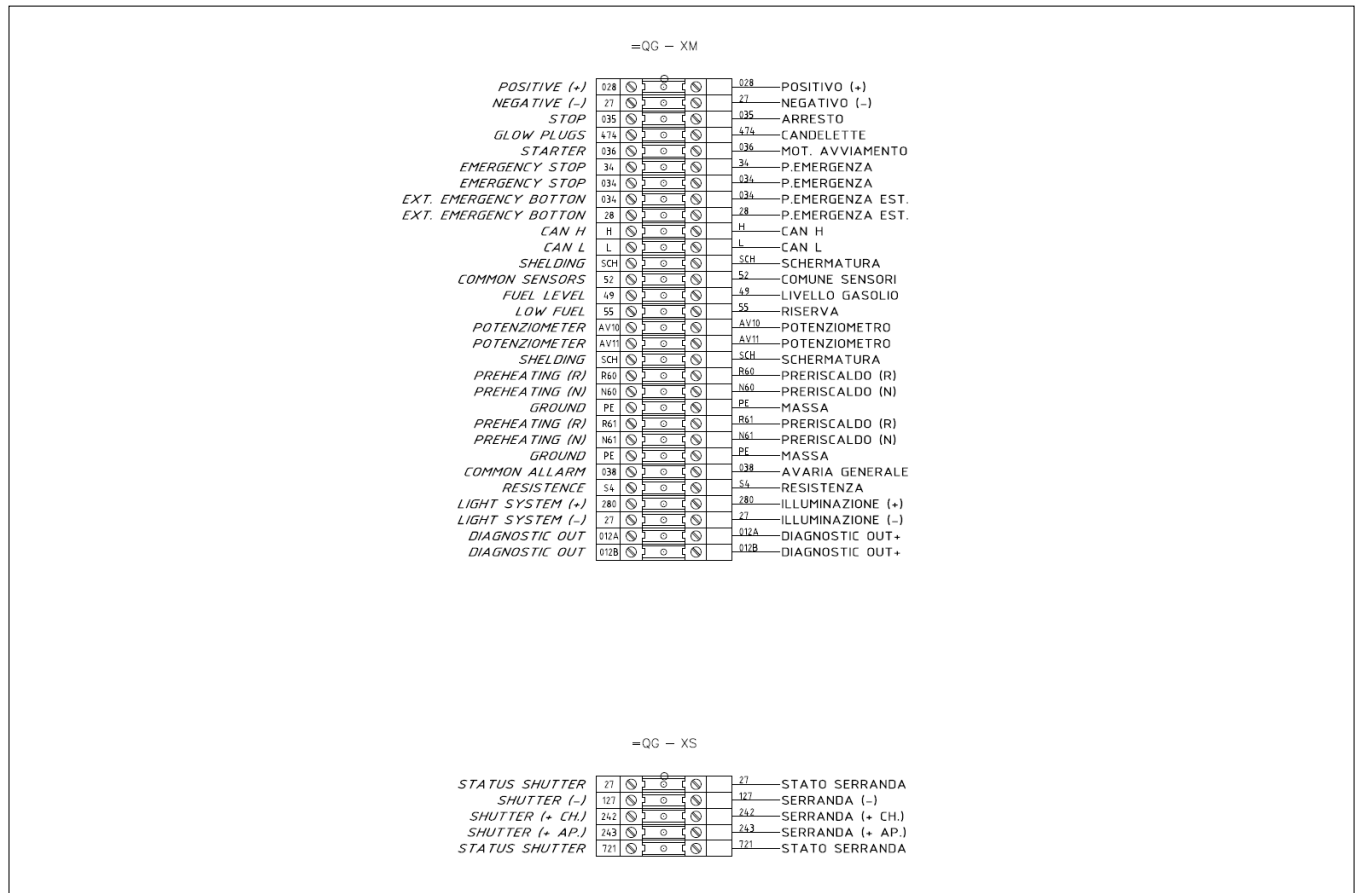 =QG - XM
POSITIVE (+) 028 028 POSITIVO (+)
NEGATIVE (-) 27 27 NEGATIVO (-)
STOP 035 035 ARRESTO
GLOW PLUGS 474 474 CANDELETTE
STARTER 036 036 MOT. AVVIAMENTO
EMERGENCY STOP 34 34 P.EMERGENZA
EMERGENCY STOP 034 034 P.EMERGENZA
EXT. EMERGENCY BOTTON 034 034 P.EMERGENZA EST.
EXT. EMERGENCY BOTTON 28 28 P.EMERGENZA EST.
CAN H H H CAN H
CAN L L L CAN L
SHELDING SCH SCH SCHERMATURA
COMMON SENSORS 52 52 COMUNE SENSORI
FUEL LEVEL 49 49 LIVELLO GASOLIO
LOW FUEL 55 55 RISERVA
POTENZIOMETER AV10 AV10 POTENZIOMETRO
POTENZIOMETER AV11 AV11 POTENZIOMETRO
SHELDING SCH SCH SCHERMATURA
PREHEATING (R) R60 R60 PRERISCALDO (R)
PREHEATING (N) N60 N60 PRERISCALDO (N)
GROUND PE PE MASSA
PREHEATING (R) R61 R61 PRERISCALDO (R)
PREHEATING (N) N61 N61 PRERISCALDO (N)
GROUND PE PE MASSA
COMMON ALLARM 038 038 AVARIA GENERALE
RESISTENCE S4 S4 RESISTENZA
LIGHT SYSTEM (+) 280 280 ILLUMINAZIONE (+)
LIGHT SYSTEM (-) 27 27 ILLUMINAZIONE (-)
DIAGNOSTIC OUT 012A 012A DIAGNOSTIC OUT+
DIAGNOSTIC OUT 012B 012B DIAGNOSTIC OUT+
=QG - XS
STATUS SHUTTER 27 27 STATO SERRANDA
SHUTTER (-) 127 127 SERRANDA (-)
SHUTTER (+ CH.) 242 242 SERRANDA (+ CH.)
SHUTTER (+ AP.) 243 243 SERRANDA (+ AP.)
STATUS SHUTTER 721 721 STATO SERRANDA